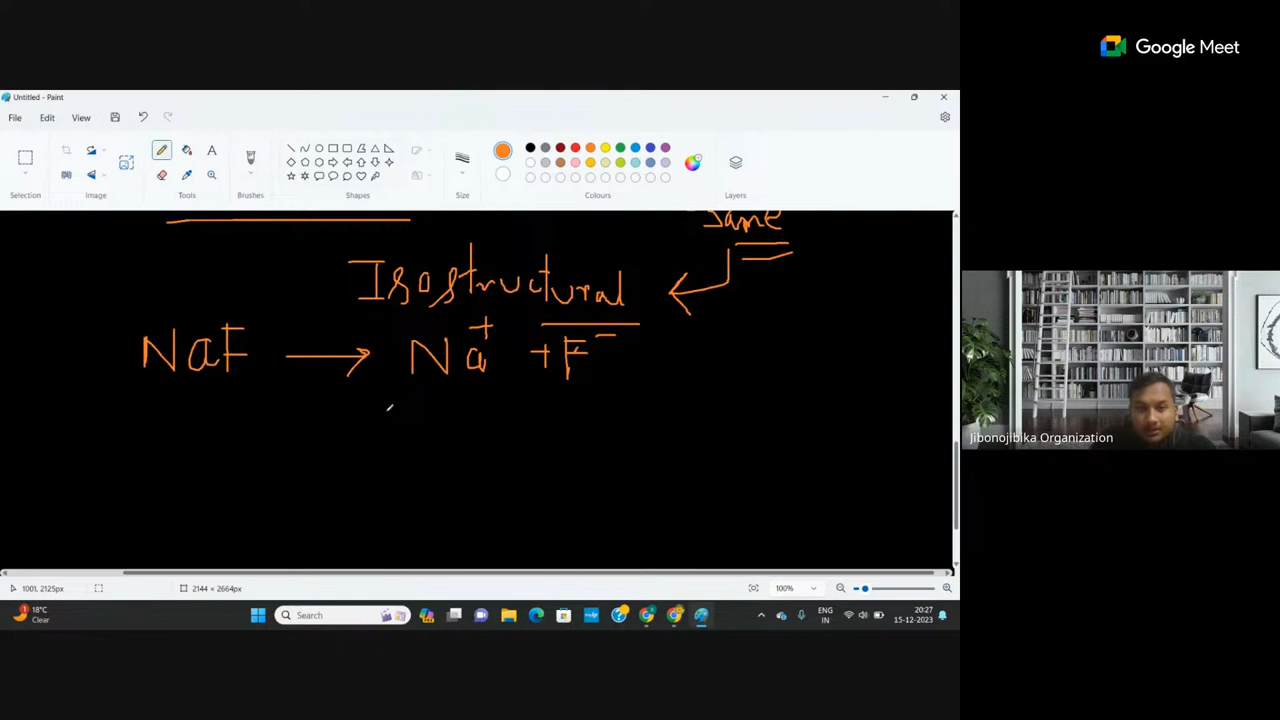 Google Meet
Untitled - Paint
File Edit View
Selection Image Tools Brushes Shapes Size Colours Layers
Same
Isostructural
NaF → Na⁺ + F⁻
Jibonojibika Organization
1001, 2125px 2144 × 2664px 100%
1
18°C
Clear
Search
ENG
IN
20:27
15-12-2023